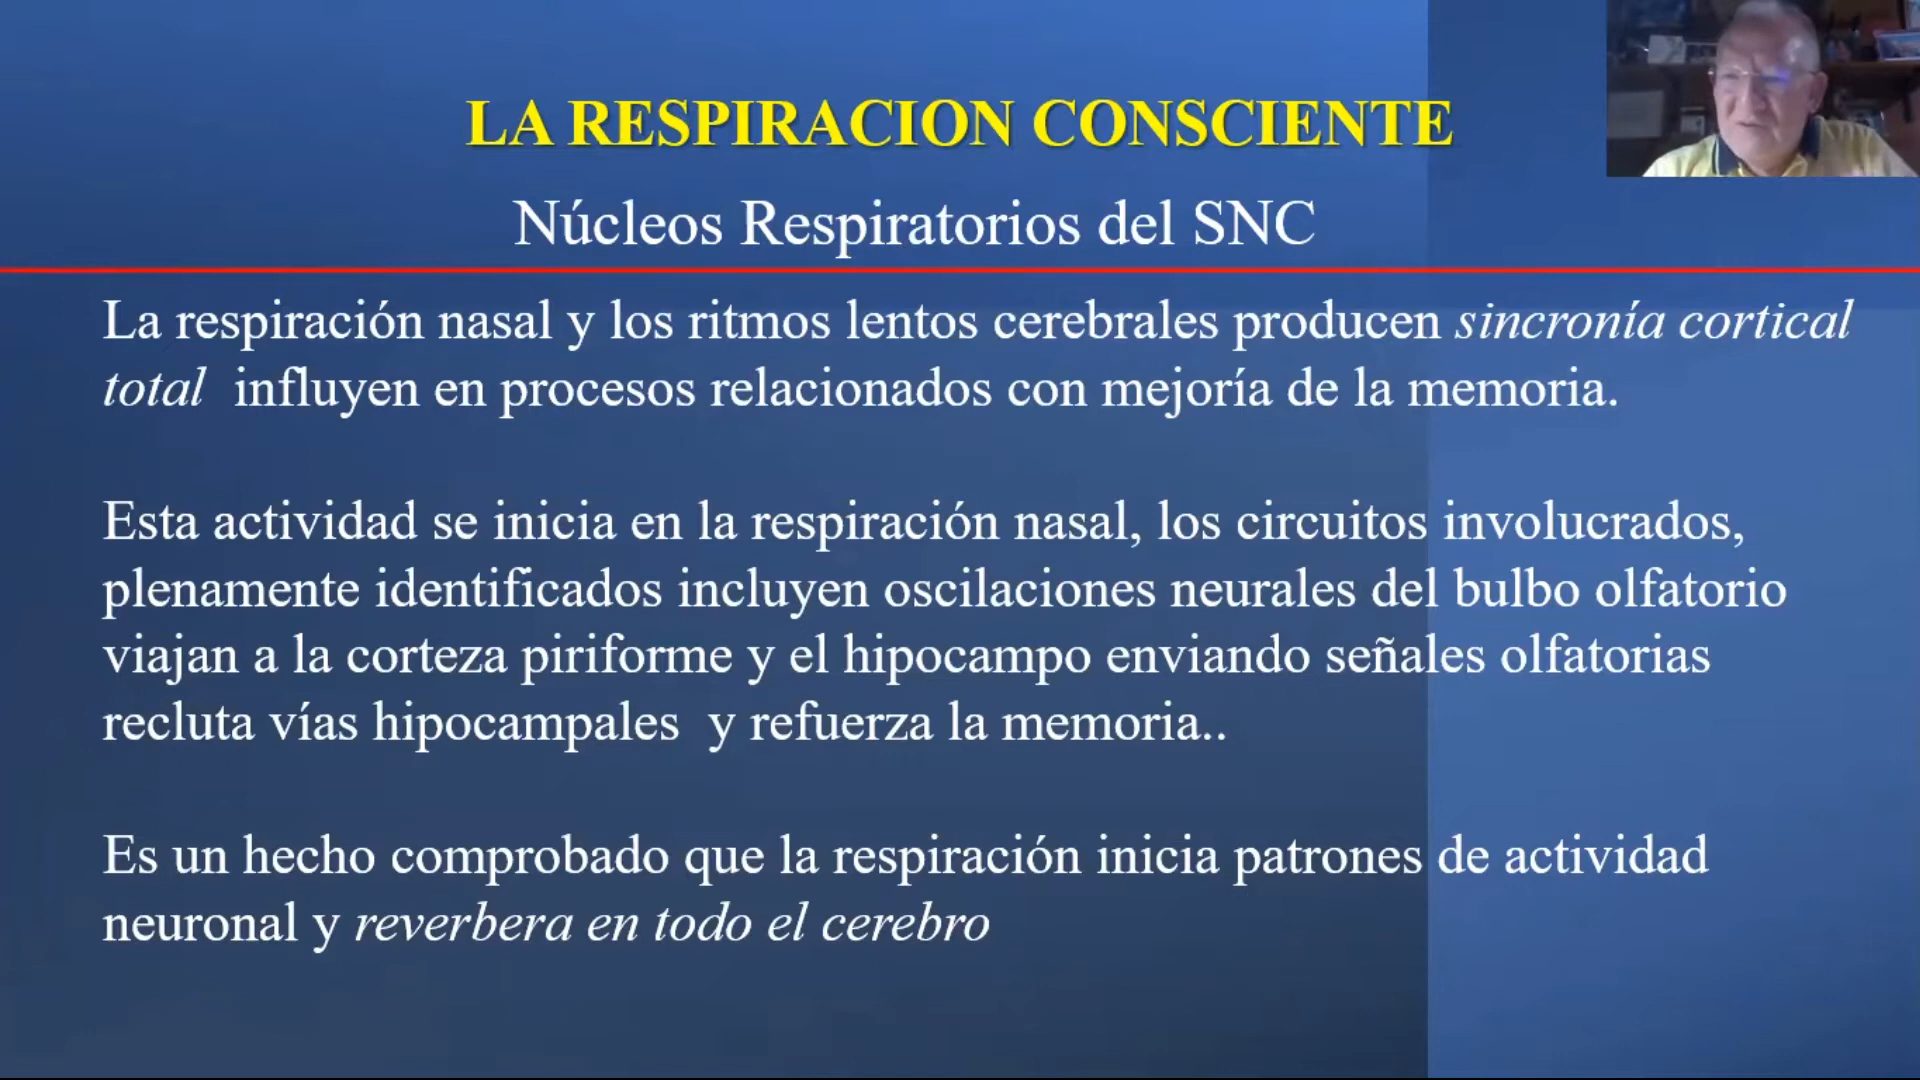 LA RESPIRACION CONSCIENTE
Núcleos Respiratorios del SNC
La respiración nasal y los ritmos lentos cerebrales producen sincronía cortical
total influyen en procesos relacionados con mejoría de la memoria.
Esta actividad se inicia en la respiración nasal, los circuitos involucrados,
plenamente identificados incluyen oscilaciones neurales del bulbo olfatorio
viajan a la corteza piriforme y el hipocampo enviando señales olfatorias
recluta vías hipocampales y refuerza la memoria..
Es un hecho comprobado que la respiración inicia patrones de actividad
neuronal y reverbera en todo el cerebro